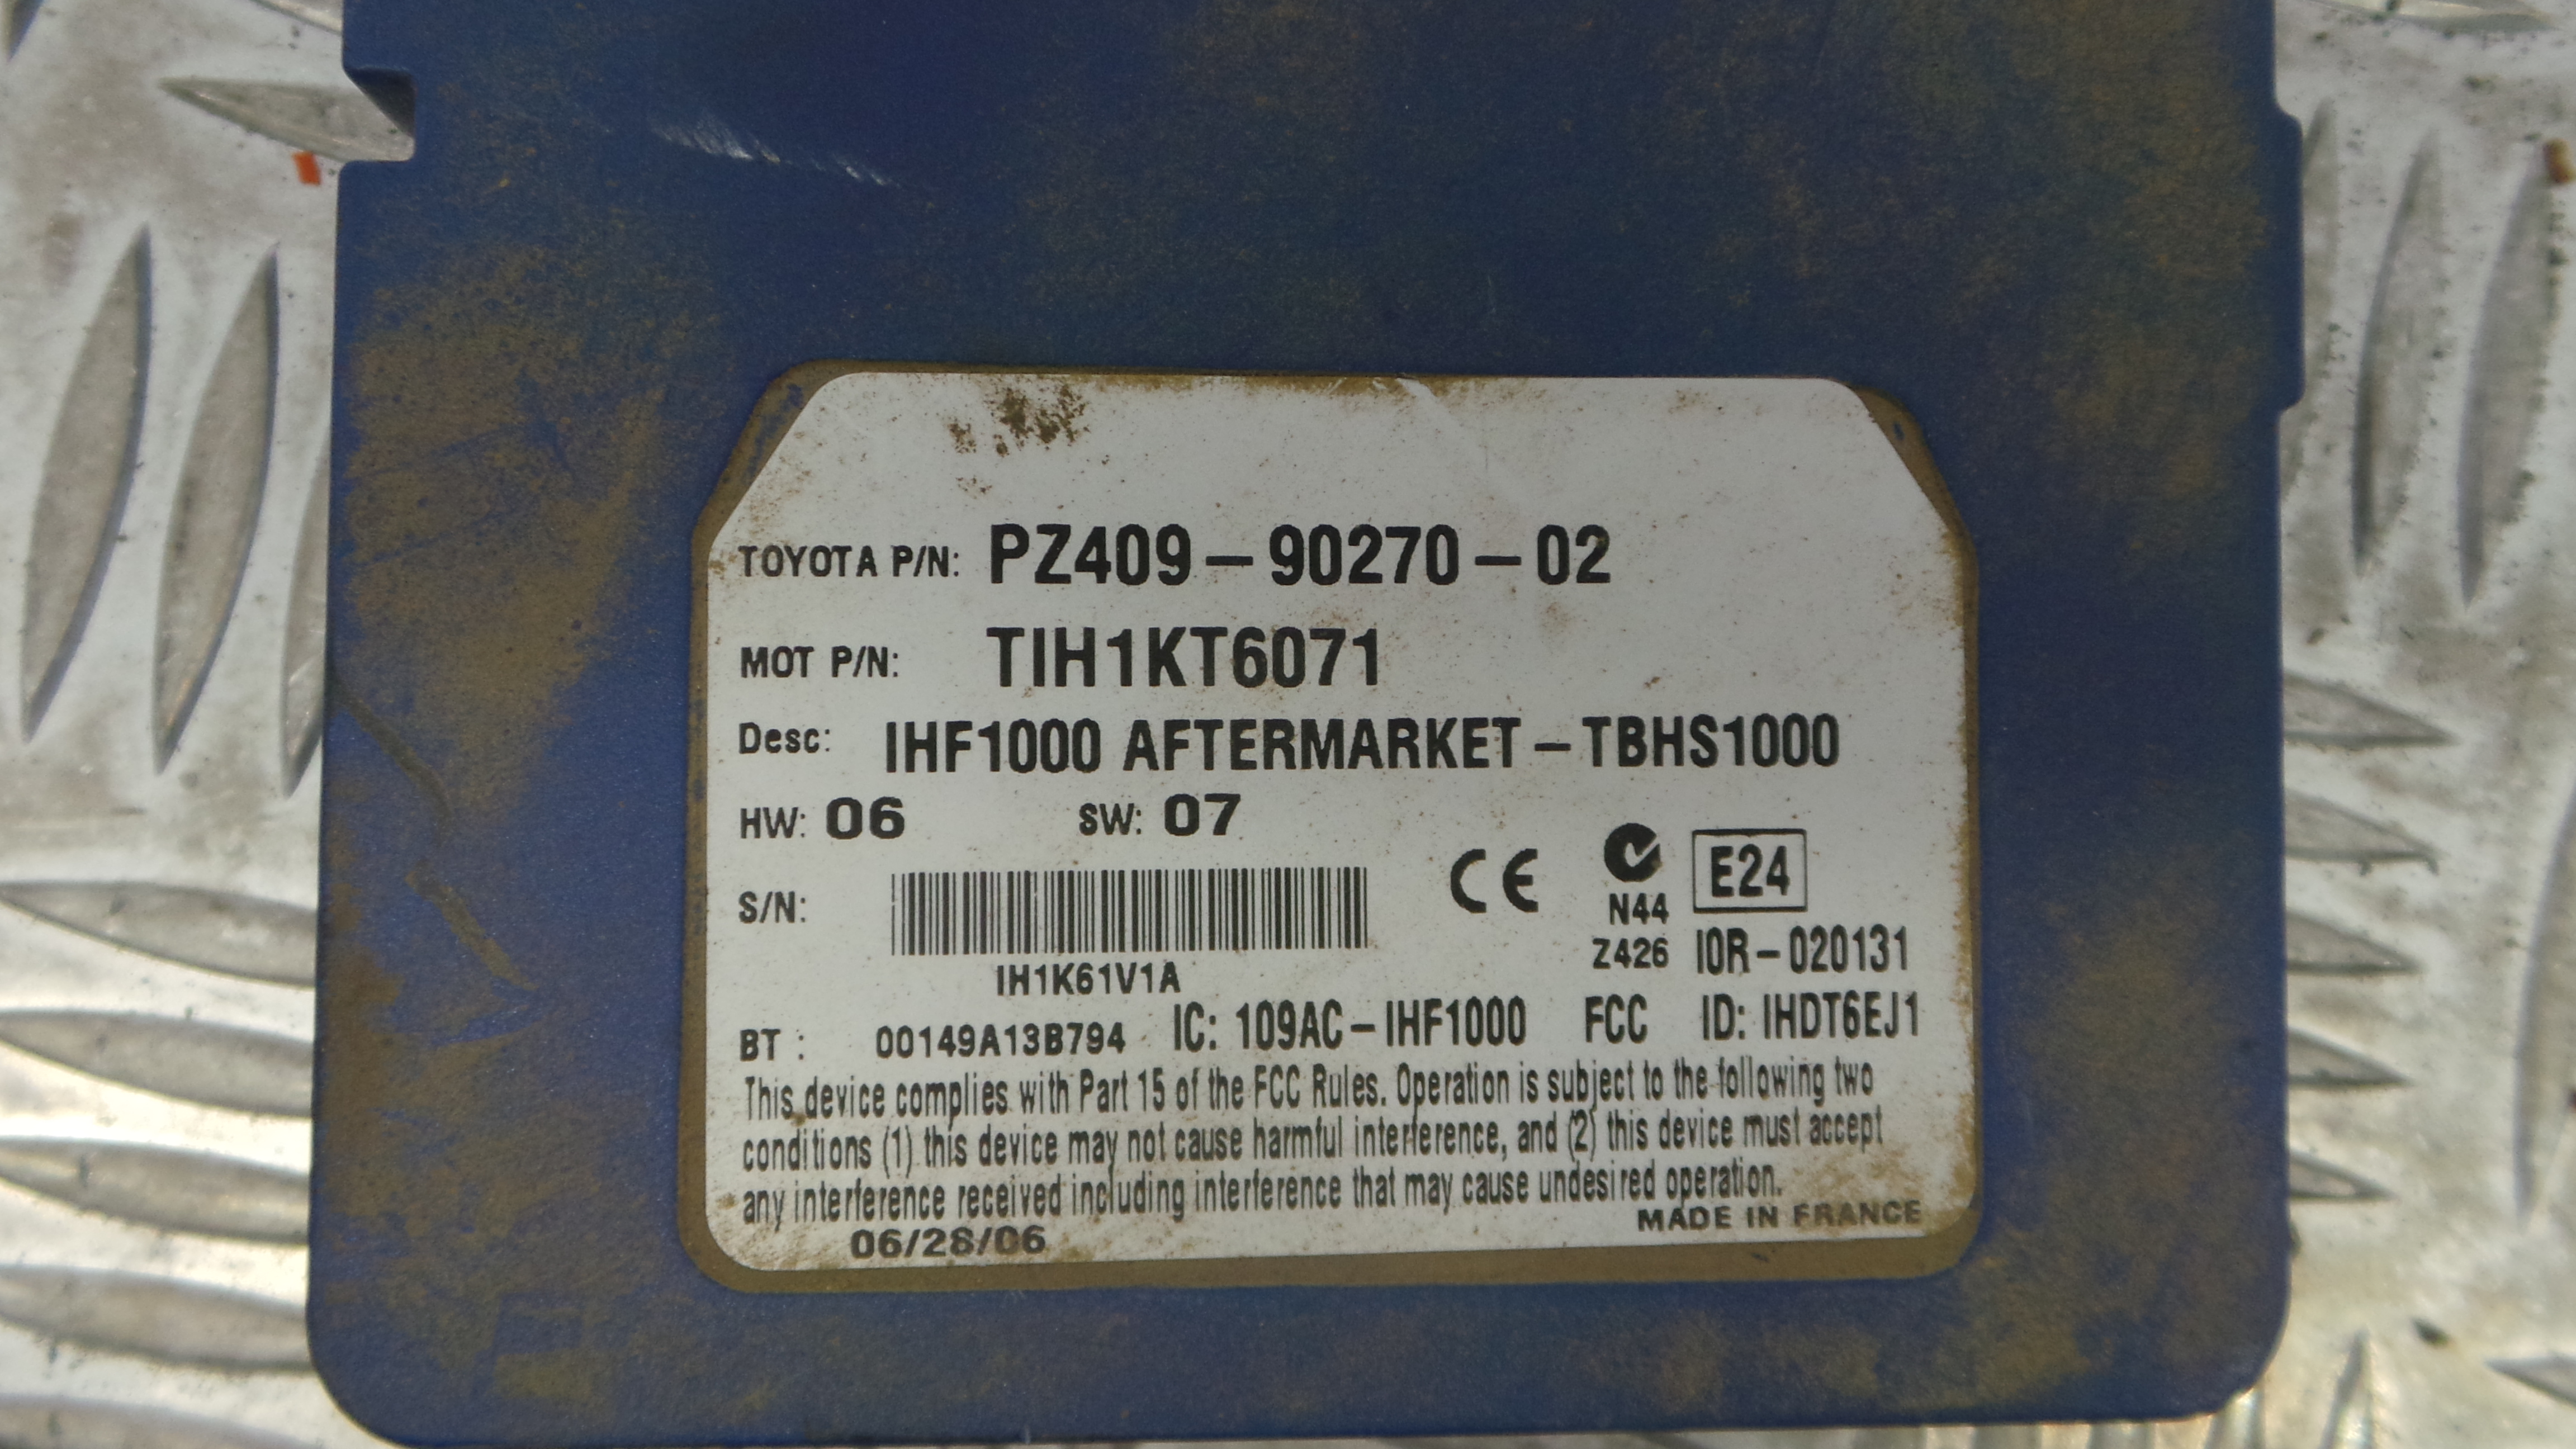 TOYOTA P/N: PZ409-90270-02
MOT P/N: TIH1KT6071
Desc: IHF1000 AFTERMARKET-TBHS1000
HW: 06 SW: 07
S/N:
IH1K61V1A
CE
N44
Z426
E24
I0R-020131
BT : 00149A13B794 IC: 109AC-IHF1000 FCC ID: IHDT6EJ1
This device complies with Part 15 of the FCC Rules. Operation is subject to the following two
conditions (1) this device may not cause harmful interference, and (2) this device must accept
any interference received including interference that may cause undesired operation.
MADE IN FRANCE
06/28/06